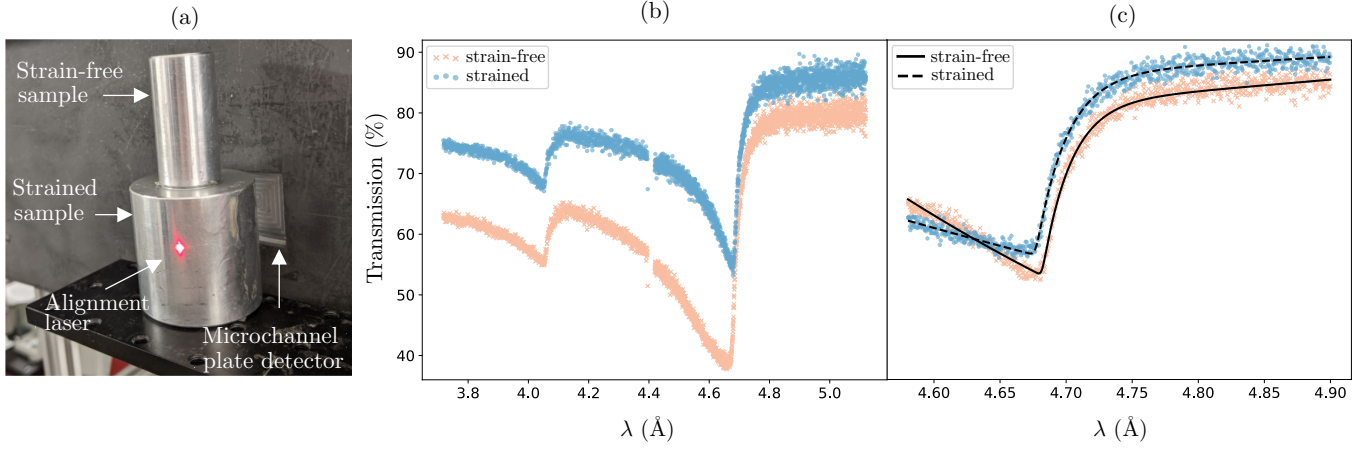 (a)
Strain-free
sample
Strained
sample
Alignment
laser
Microchannel
plate detector
(b)
strain-free
strained
Transmission (%)
90
80
70
60
50
40
3.8 4.0 4.2 4.4 4.6 4.8 5.0
λ (Å)
(c)
strain-free
strained
4.60 4.65 4.70 4.75 4.80 4.85 4.90
λ (Å)